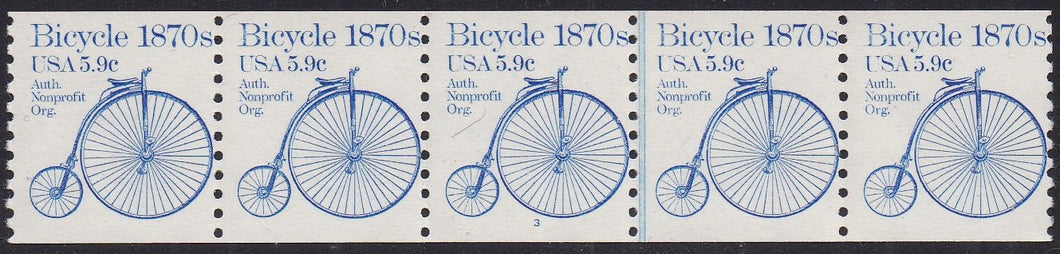 Bicycle 1870s
USA 5.9c
Auth.
Nonprofit
Org.
Bicycle 1870s
USA 5.9c
Auth.
Nonprofit
Org.
Bicycle 1870s
USA 5.9c
Auth.
Nonprofit
Org.
3
Bicycle 1870s
USA 5.9c
Auth.
Nonprofit
Org.
Bicycle 1870s
USA 5.9c
Auth.
Nonprofit
Org.